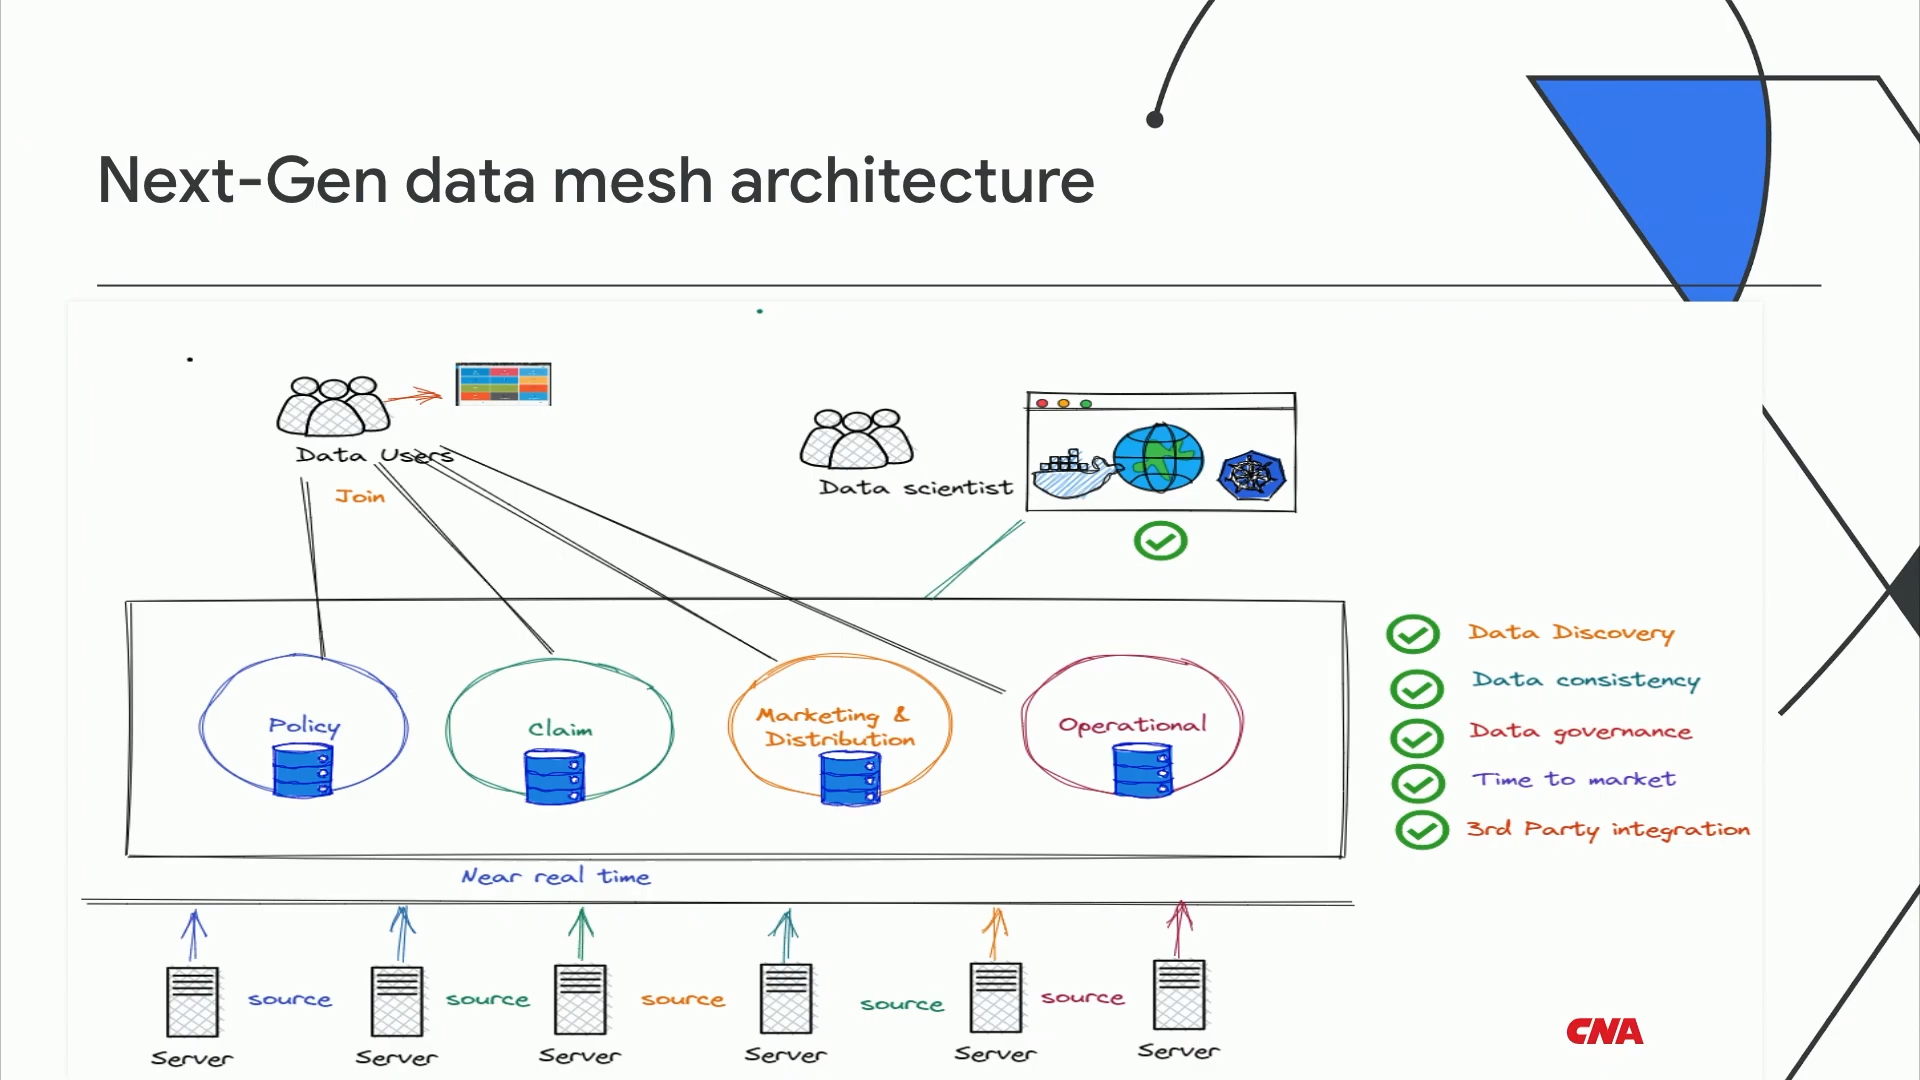 Next-Gen data mesh architecture
Data Users
Join
Data scientist
Policy
Claim
Marketing &
Distribution
Operational
Data Discovery
Data consistency
Data governance
Time to market
3rd Party integration
Near real time
source
source
source
source
source
Server
Server
Server
Server
Server
Server
CNA